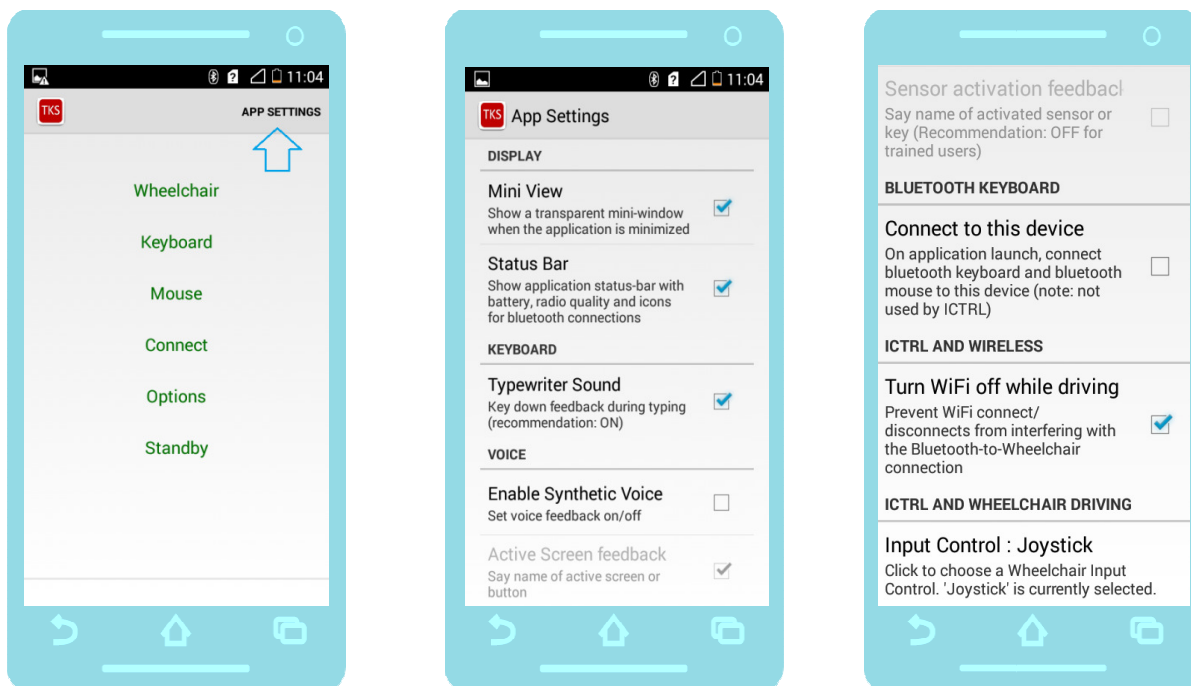 11:04
TKS
APP SETTINGS
Wheelchair
Keyboard
Mouse
Connect
Options
Standby
11:04
TKS App Settings
DISPLAY
Mini View
Show a transparent mini-window
when the application is minimized
Status Bar
Show application status-bar with
battery, radio quality and icons
for bluetooth connections
KEYBOARD
Typewriter Sound
Key down feedback during typing
(recommendation: ON)
VOICE
Enable Synthetic Voice
Set voice feedback on/off
Active Screen feedback
Say name of active screen or
button
Sensor activation feedbac
Say name of activated sensor or
key (Recommendation: OFF for
trained users)
BLUETOOTH KEYBOARD
Connect to this device
On application launch, connect
bluetooth keyboard and bluetooth
mouse to this device (note: not
used by ICTRL)
ICTRL AND WIRELESS
Turn WiFi off while driving
Prevent WiFi connect/
disconnects from interfering with
the Bluetooth-to-Wheelchair
connection
ICTRL AND WHEELCHAIR DRIVING
Input Control : Joystick
Click to choose a Wheelchair Input
Control. 'Joystick' is currently selected.